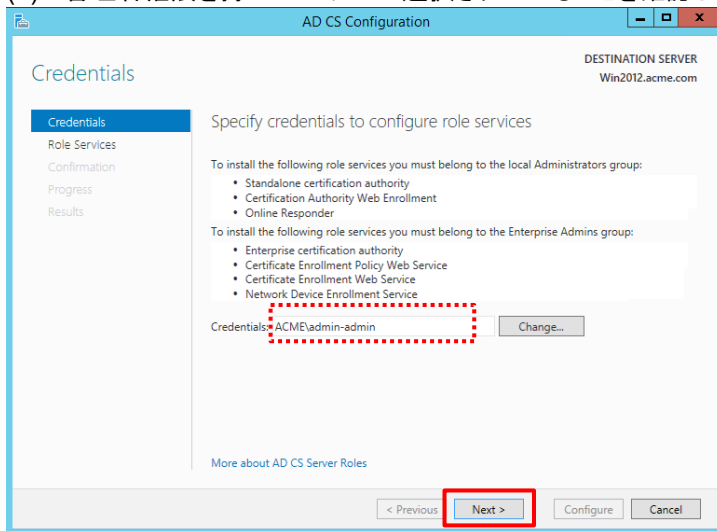 AD CS Configuration
DESTINATION SERVER
Win2012.acme.com
Credentials
Credentials
Role Services
Confirmation
Progress
Results
Specify credentials to configure role services
To install the following role services you must belong to the local Administrators group:
• Standalone certification authority
• Certification Authority Web Enrollment
• Online Responder
To install the following role services you must belong to the Enterprise Admins group:
• Enterprise certification authority
• Certificate Enrollment Policy Web Service
• Certificate Enrollment Web Service
• Network Device Enrollment Service
Credentials: ACME\admin-admin Change...
More about AD CS Server Roles
< Previous Next > Configure Cancel